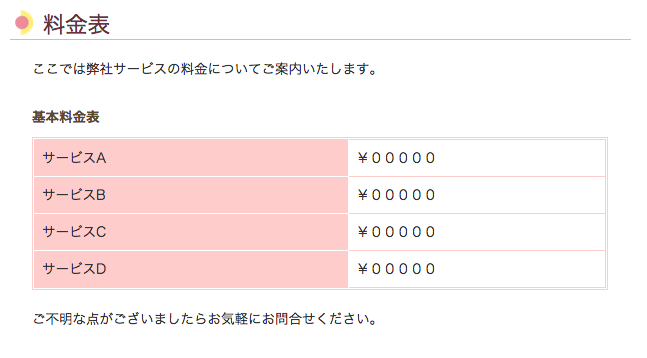 料金表
ここでは弊社サービスの料金についてご案内いたします。
基本料金表
サービスA ￥０００００
サービスB ￥０００００
サービスC ￥０００００
サービスD ￥０００００
ご不明な点がございましたらお気軽にお問合せください。